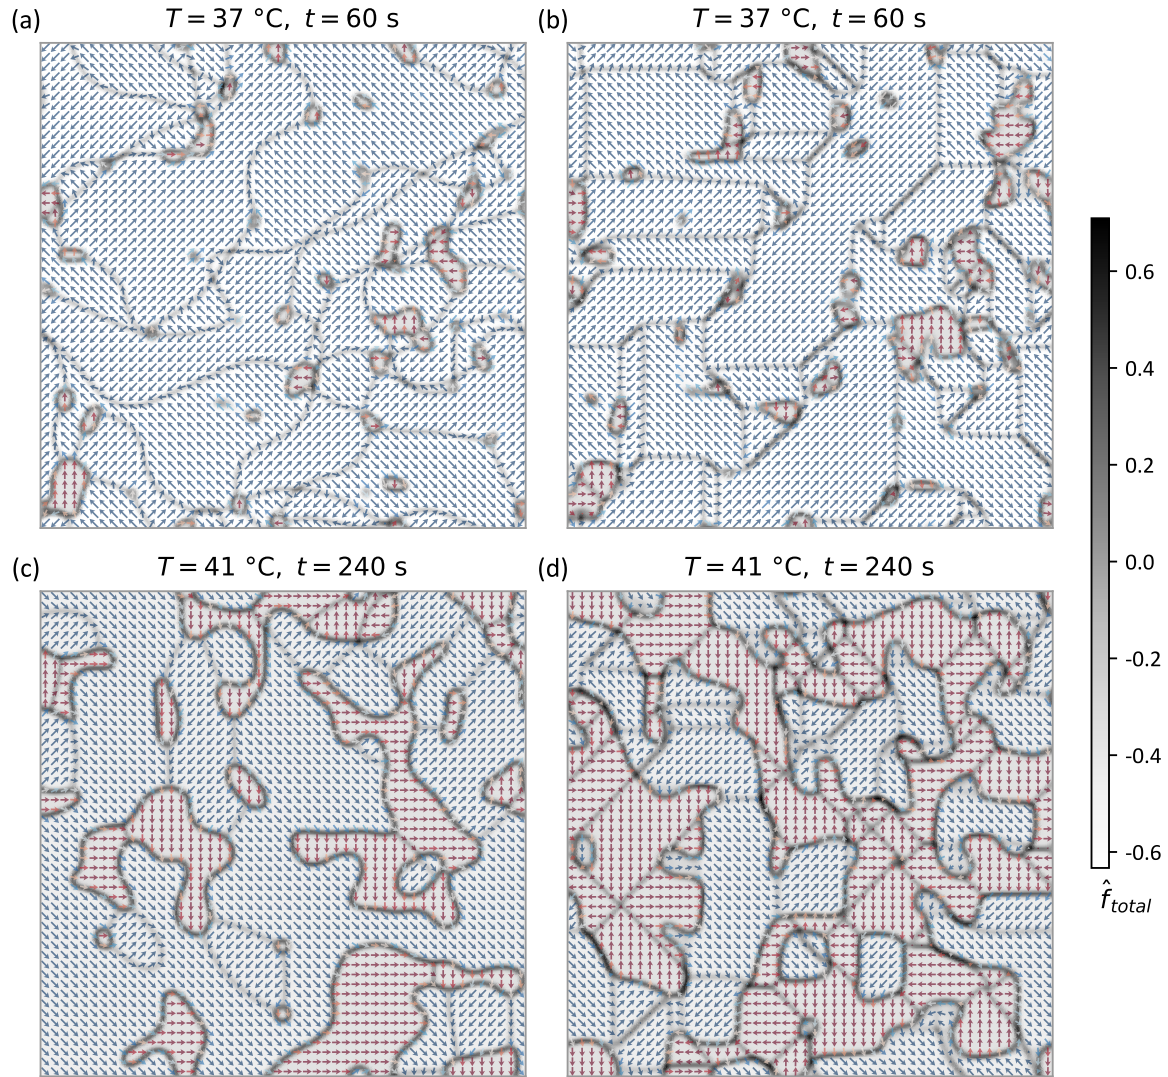 (a) T = 37 °C, t = 60 s
(b) T = 37 °C, t = 60 s
0.6
0.4
0.2
0.0
-0.2
-0.4
-0.6
f̂total
(c) T = 41 °C, t = 240 s
(d) T = 41 °C, t = 240 s